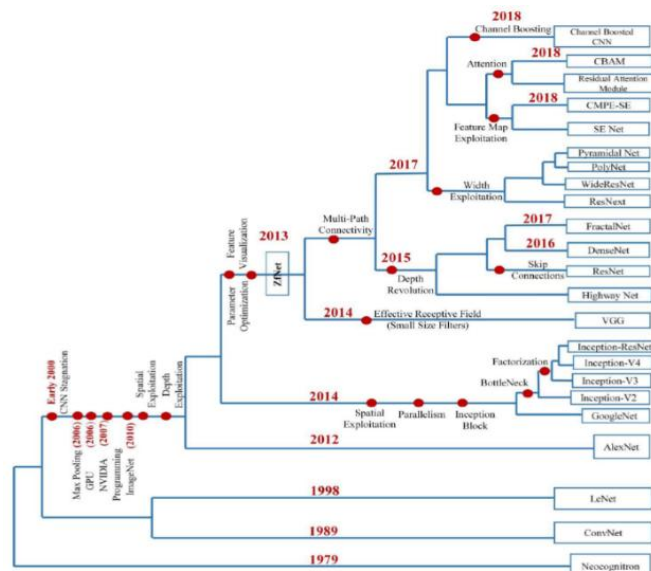 2018
Channel Boosting
Channel Boosted
CNN
2018
Attention
CBAM
Residual Attention
Module
2018
CMPE-SE
Feature Map
Exploitation
SE Net
2017
Pyramidal Net
PolyNet
Width
Exploitation
WideResNet
ResNext
Feature
Visualization
2013
Multi-Path
Connectivity
2017
FractalNet
2016
DenseNet
2015
Depth
Revolution
Skip
Connections
ResNet
Highway Net
Parameter
Optimization
ZfNet
2014
Effective Receptive Field
(Small Size Filters)
VGG
Inception-ResNet
Factorization
Inception-V4
BottleNeck
Inception-V3
Inception-V2
2014
Spatial
Exploitation
Parallelism
Inception
Block
GoogleNet
Early 2000
CNN Stagnation
Spatial
Exploitation
Depth
Exploitation
Max Pooling (2006)
GPU (2006)
NVIDIA (2007)
Programming
ImageNet (2010)
2012
AlexNet
1998
LeNet
1989
ConvNet
1979
Neocognitron